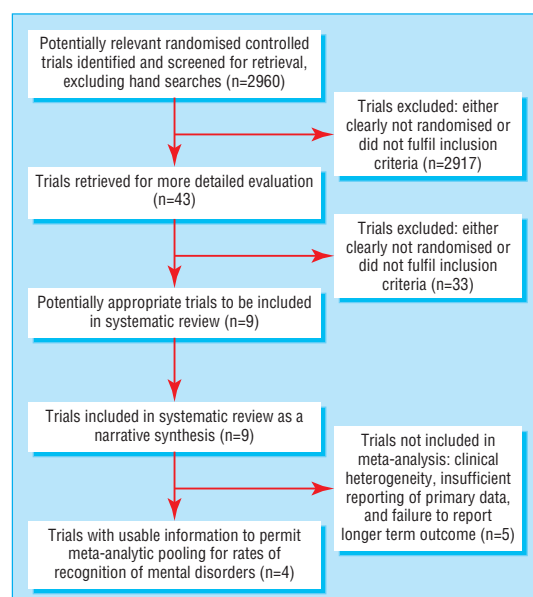 Potentially relevant randomised controlled
trials identified and screened for retrieval,
excluding hand searches (n=2960)
Trials excluded: either
clearly not randomised or
did not fulfil inclusion
criteria (n=2917)
Trials retrieved for more detailed evaluation
(n=43)
Trials excluded: either
clearly not randomised or
did not fulfil inclusion
criteria (n=33)
Potentially appropriate trials to be included
in systematic review (n=9)
Trials included in systematic review as a
narrative synthesis (n=9)
Trials not included in
meta-analysis: clinical
heterogeneity, insufficient
reporting of primary data,
and failure to report
longer term outcome (n=5)
Trials with usable information to permit
meta-analytic pooling for rates of
recognition of mental disorders (n=4)